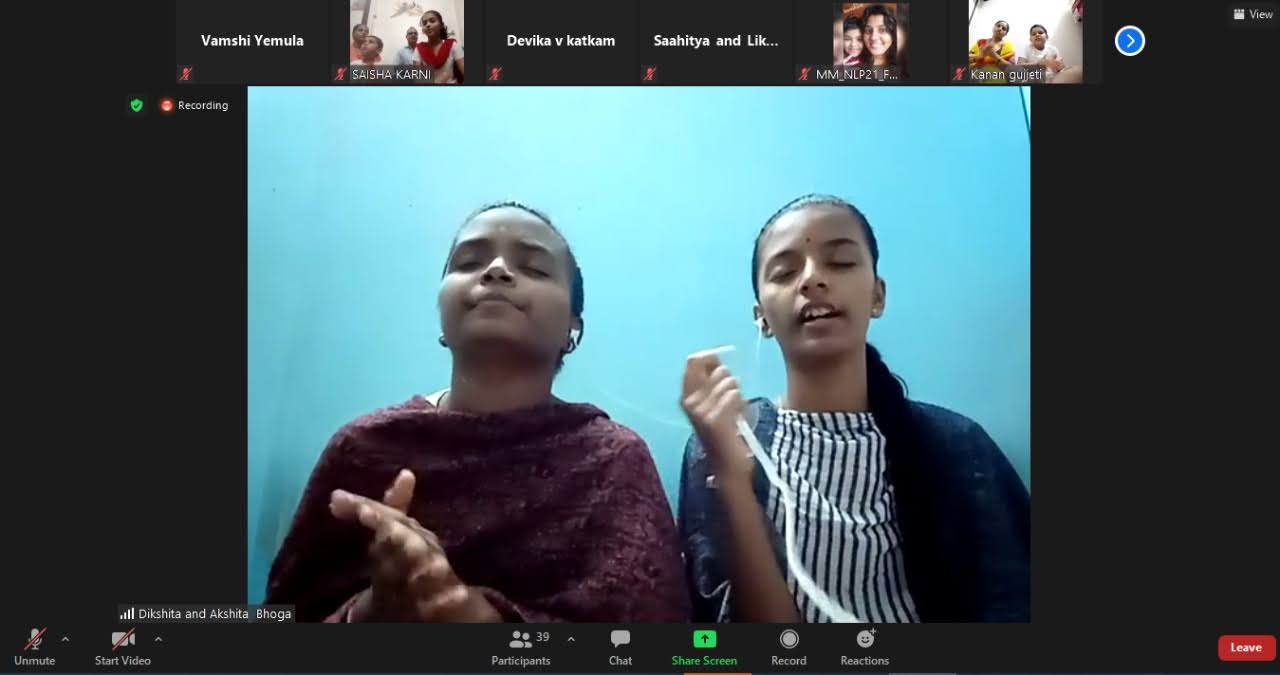 Vamshi Yemula
SAISHA KARNI
Devika v katkam
Saahitya and Lik...
MM_NLP21_F...
Kanan gujjeti
View
Recording
Dikshita and Akshita Bhoga
Unmute
Start Video
39
Participants
Chat
Share Screen
Record
Reactions
Leave